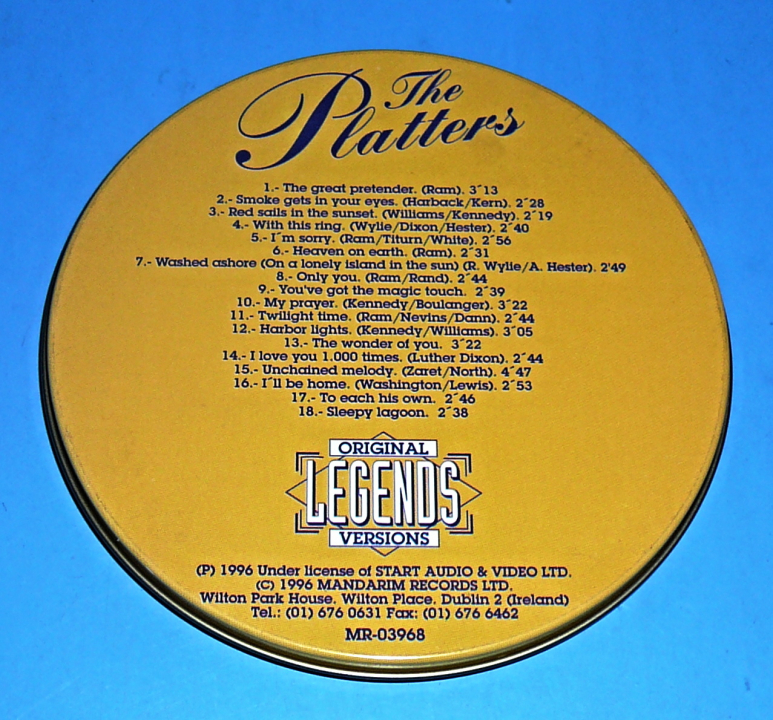 The
Platters
1.- The great pretender. (Ram). 3´13
2.- Smoke gets in your eyes. (Harback/Kern). 2´28
3.- Red sails in the sunset. (Williams/Kennedy). 2´19
4.- With this ring. (Wylie/Dixon/Hester). 2´40
5.- I´m sorry. (Ram/Titurn/White). 2´56
6.- Heaven on earth. (Ram). 2´31
7.- Washed ashore (On a lonely island in the sun) (R. Wylie/A. Hester). 2'49
8.- Only you. (Ram/Rand). 2´44
9.- You've got the magic touch. 2´39
10.- My prayer. (Kennedy/Boulanger). 3´22
11.- Twilight time. (Ram/Nevins/Dann). 2´44
12.- Harbor lights. (Kennedy/Williams). 3´05
13.- The wonder of you. 3´22
14.- I love you 1.000 times. (Luther Dixon). 2´44
15.- Unchained melody. (Zaret/North). 4´47
16.- I´ll be home. (Washington/Lewis). 2´53
17.- To each his own. 2´46
18.- Sleepy lagoon. 2´38
ORIGINAL
LEGENDS
VERSIONS
(P) 1996 Under license of START AUDIO & VIDEO LTD.
(C) 1996 MANDARIM RECORDS LTD.
Wilton Park House. Wilton Place. Dublin 2 (Ireland)
Tel.: (01) 676 0631 Fax: (01) 676 6462
MR-03968